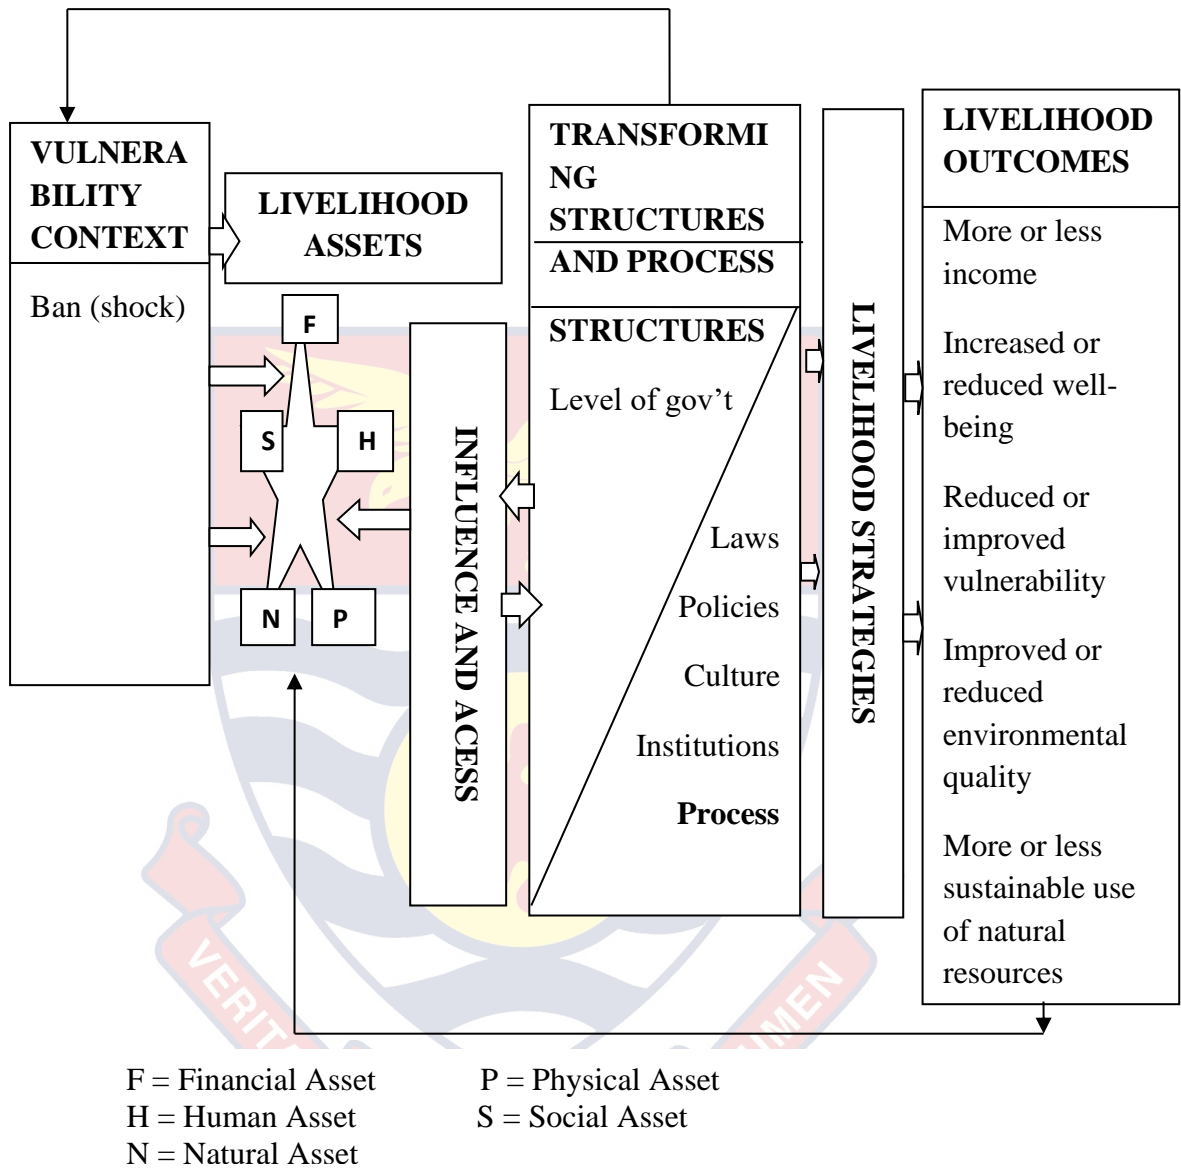 VULNERA
BILITY
CONTEXT
Ban (shock)
LIVELIHOOD
ASSETS
F
S
H
N
P
INFLUENCE AND ACESS
TRANSFORMI
NG
STRUCTURES
AND PROCESS
STRUCTURES
Level of gov’t
Laws
Policies
Culture
Institutions
Process
LIVELIHOOD STRATEGIES
LIVELIHOOD
OUTCOMES
More or less
income
Increased or
reduced well-
being
Reduced or
improved
vulnerability
Improved or
reduced
environmental
quality
More or less
sustainable use
of natural
resources
F = Financial Asset
P = Physical Asset
H = Human Asset
S = Social Asset
N = Natural Asset